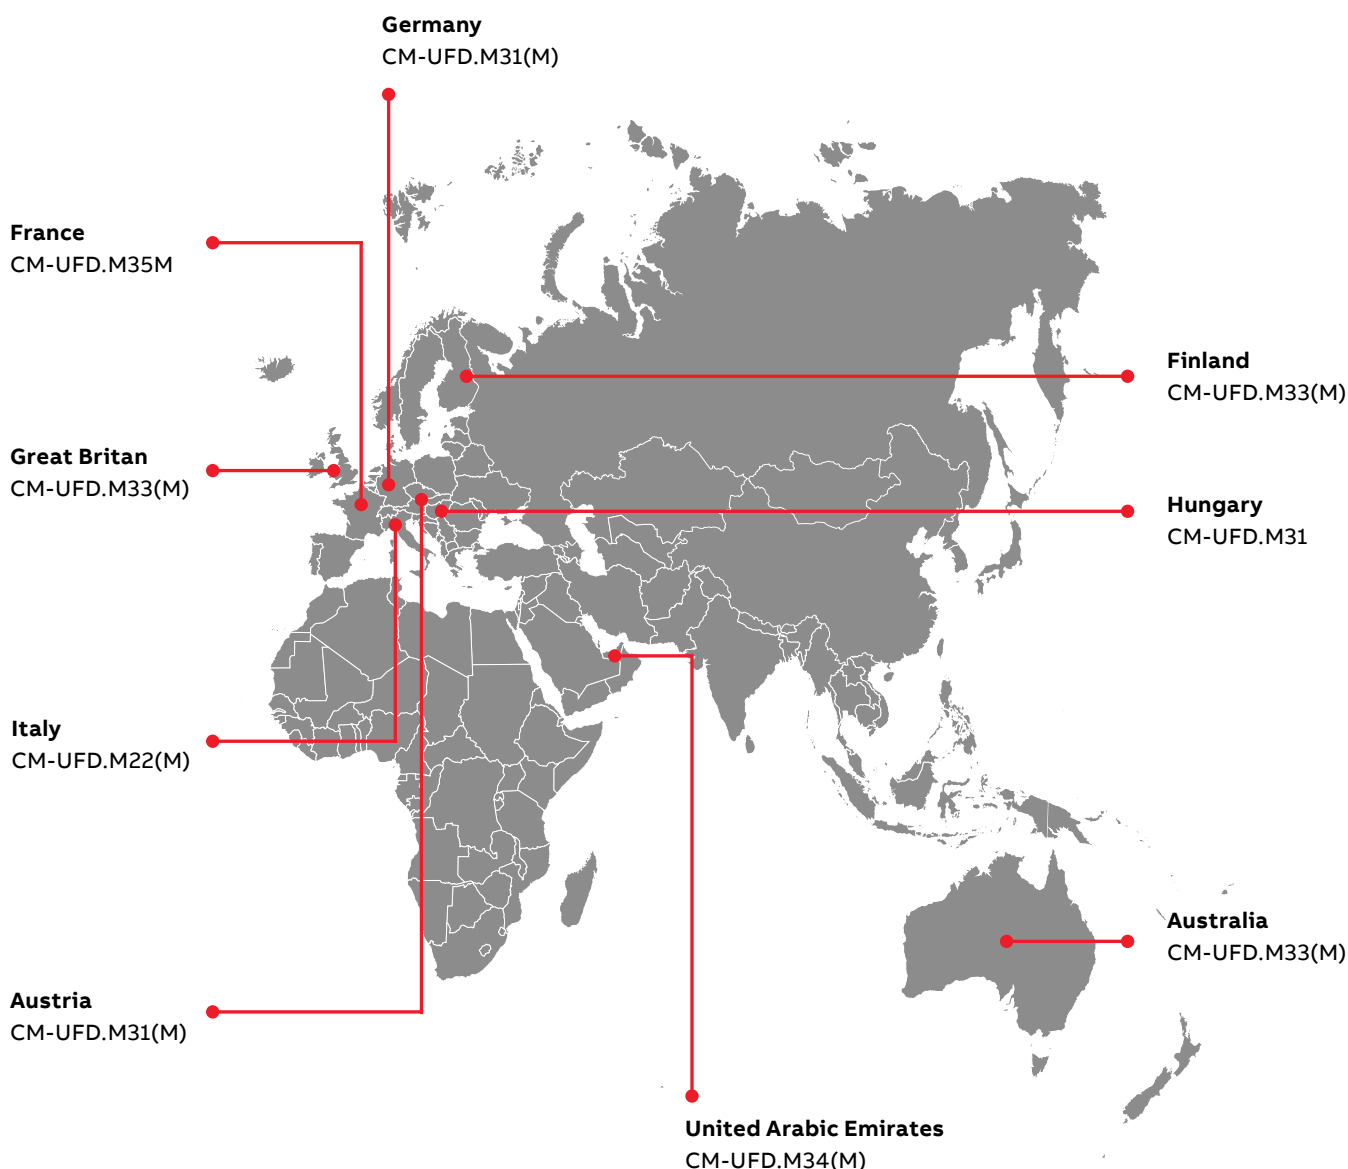 Germany
CM-UFD.M31(M)
France
CM-UFD.M35M
Finland
CM-UFD.M33(M)
Great Britan
CM-UFD.M33(M)
Hungary
CM-UFD.M31
Italy
CM-UFD.M22(M)
Australia
CM-UFD.M33(M)
Austria
CM-UFD.M31(M)
United Arabic Emirates
CM-UFD.M34(M)